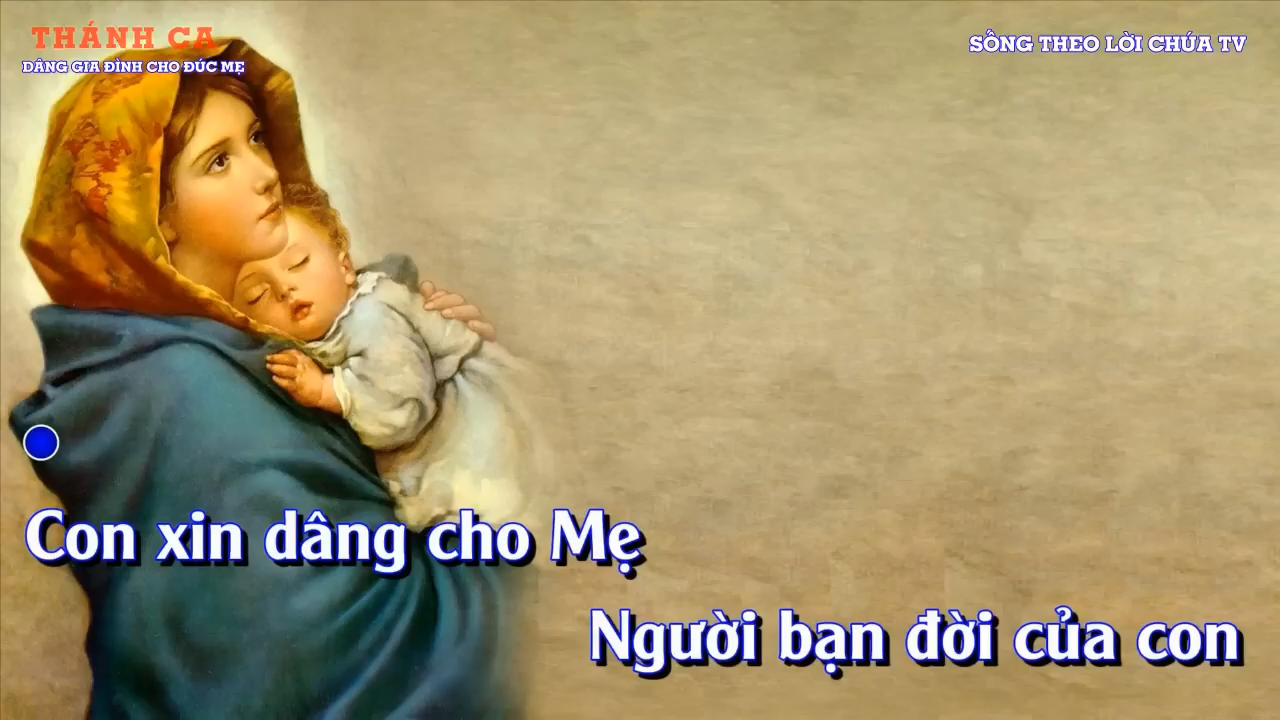 THÁNH CA
DÂNG GIA ĐÌNH CHO ĐỨC MẸ
SỐNG THEO LỜI CHÚA TV
Con xin dâng cho Mẹ
Người bạn đời của con